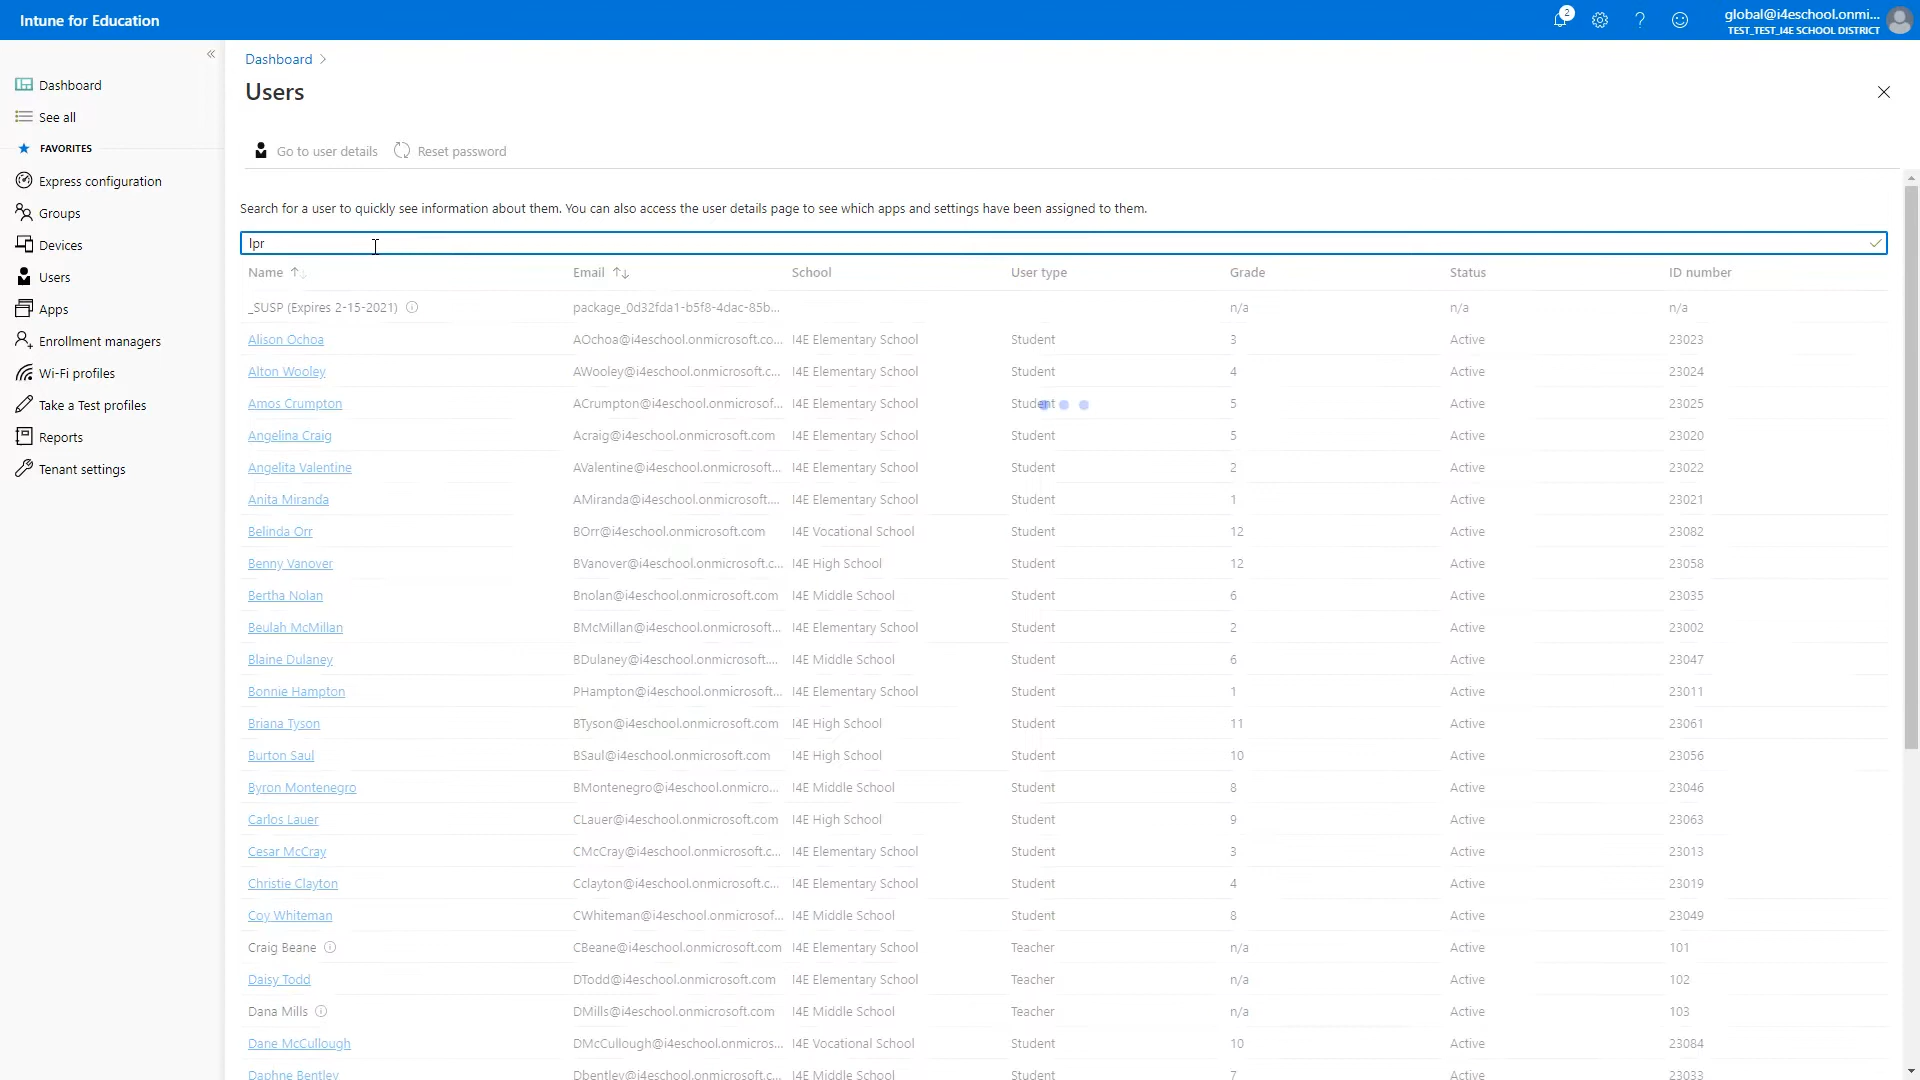 Intune for Education
2
global@i4eschool.onmi...
TEST_TEST_I4E SCHOOL DISTRICT
Dashboard
Users
Dashboard
See all
FAVORITES
Express configuration
Groups
Devices
Users
Apps
Enrollment managers
Wi-Fi profiles
Take a Test profiles
Reports
Tenant settings
Go to user details Reset password
Search for a user to quickly see information about them. You can also access the user details page to see which apps and settings have been assigned to them.
lpr
Name Email School User type Grade Status ID number
_SUSP (Expires 2-15-2021) package_0d32fda1-b5f8-4dac-85b... n/a n/a n/a
Alison Ochoa AOchoa@i4eschool.onmicrosoft.co... I4E Elementary School Student 3 Active 23023
Alton Wooley AWooley@i4eschool.onmicrosoft.c... I4E Elementary School Student 4 Active 23024
Amos Crumpton ACrumpton@i4eschool.onmicrosof... I4E Elementary School Student 5 Active 23025
Angelina Craig Acraig@i4eschool.onmicrosoft.com I4E Elementary School Student 5 Active 23020
Angelita Valentine AValentine@i4eschool.onmicrosoft... I4E Elementary School Student 2 Active 23022
Anita Miranda AMiranda@i4eschool.onmicrosoft.... I4E Elementary School Student 1 Active 23021
Belinda Orr BOrr@i4eschool.onmicrosoft.com I4E Vocational School Student 12 Active 23082
Benny Vanover BVanover@i4eschool.onmicrosoft.c... I4E High School Student 12 Active 23058
Bertha Nolan Bnolan@i4eschool.onmicrosoft.com I4E Middle School Student 6 Active 23035
Beulah McMillan BMcMillan@i4eschool.onmicrosoft... I4E Elementary School Student 2 Active 23002
Blaine Dulaney BDulaney@i4eschool.onmicrosoft.... I4E Middle School Student 6 Active 23047
Bonnie Hampton PHampton@i4eschool.onmicrosoft... I4E Elementary School Student 1 Active 23011
Briana Tyson BTyson@i4eschool.onmicrosoft.com I4E High School Student 11 Active 23061
Burton Saul BSaul@i4eschool.onmicrosoft.com I4E High School Student 10 Active 23056
Byron Montenegro BMontenegro@i4eschool.onmicro... I4E Middle School Student 8 Active 23046
Carlos Lauer CLauer@i4eschool.onmicrosoft.com I4E High School Student 9 Active 23063
Cesar McCray CMcCray@i4eschool.onmicrosoft.c... I4E Elementary School Student 3 Active 23013
Christie Clayton Cclayton@i4eschool.onmicrosoft.c... I4E Elementary School Student 4 Active 23019
Coy Whiteman CWhiteman@i4eschool.onmicrosof... I4E Middle School Student 8 Active 23049
Craig Beane CBeane@i4eschool.onmicrosoft.com I4E Elementary School Teacher n/a Active 101
Daisy Todd DTodd@i4eschool.onmicrosoft.com I4E Elementary School Teacher n/a Active 102
Dana Mills DMills@i4eschool.onmicrosoft.com I4E Middle School Teacher n/a Active 103
Dane McCullough DMcCullough@i4eschool.onmicros... I4E Vocational School Student 10 Active 23084
Daphne Bentley Dbentley@i4eschool.onmicrosoft.c... I4E Middle School Student 7 Active 23033